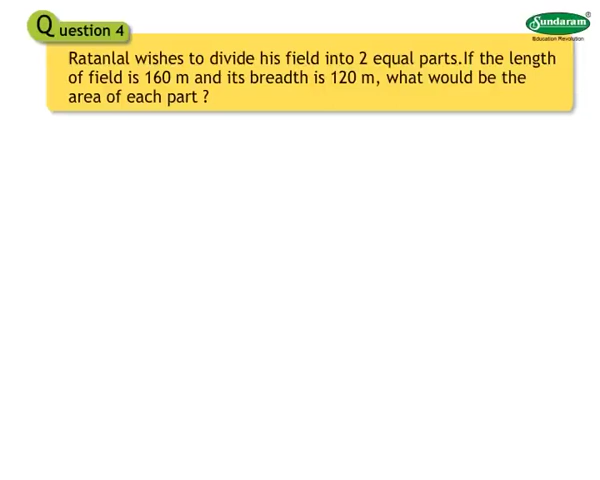 Question 4
Sundaram®
Education Revolution
Ratanlal wishes to divide his field into 2 equal parts.If the length
of field is 160 m and its breadth is 120 m, what would be the
area of each part ?